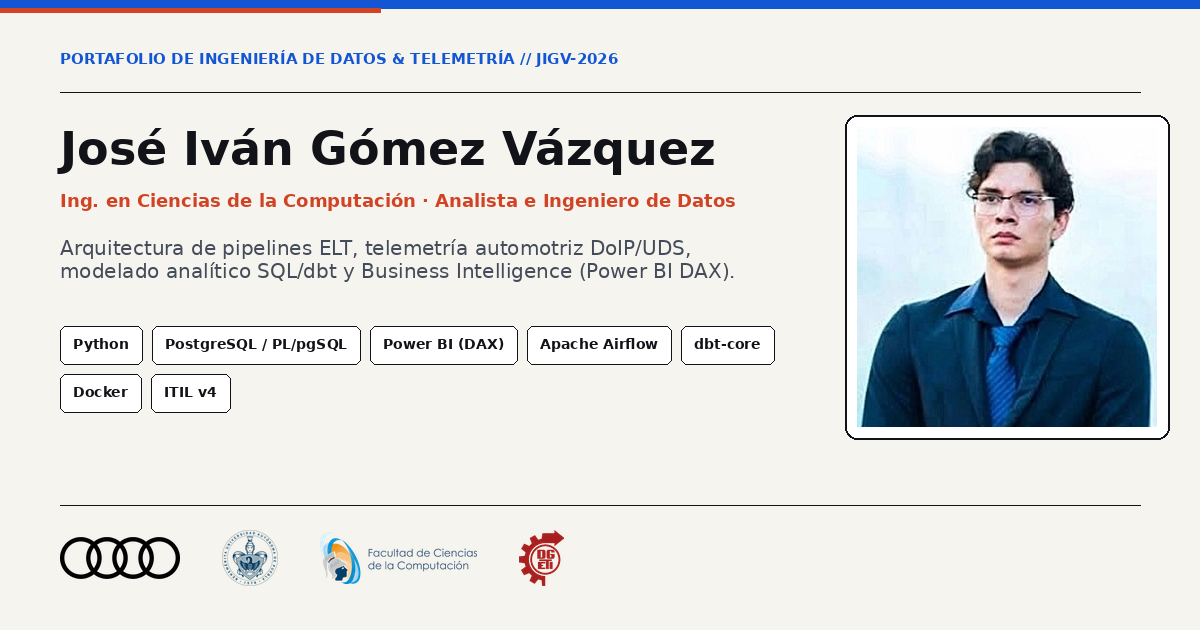 PORTAFOLIO DE INGENIERÍA DE DATOS & TELEMETRÍA // JIGV-2026
José Iván Gómez Vázquez
Ing. en Ciencias de la Computación · Analista e Ingeniero de Datos
Arquitectura de pipelines ELT, telemetría automotriz DoIP/UDS,
modelado analítico SQL/dbt y Business Intelligence (Power BI DAX).
Python
PostgreSQL / PL/pgSQL
Power BI (DAX)
Apache Airflow
dbt-core
Docker
ITIL v4
Facultad de Ciencias
de la Computación
DG
ETI